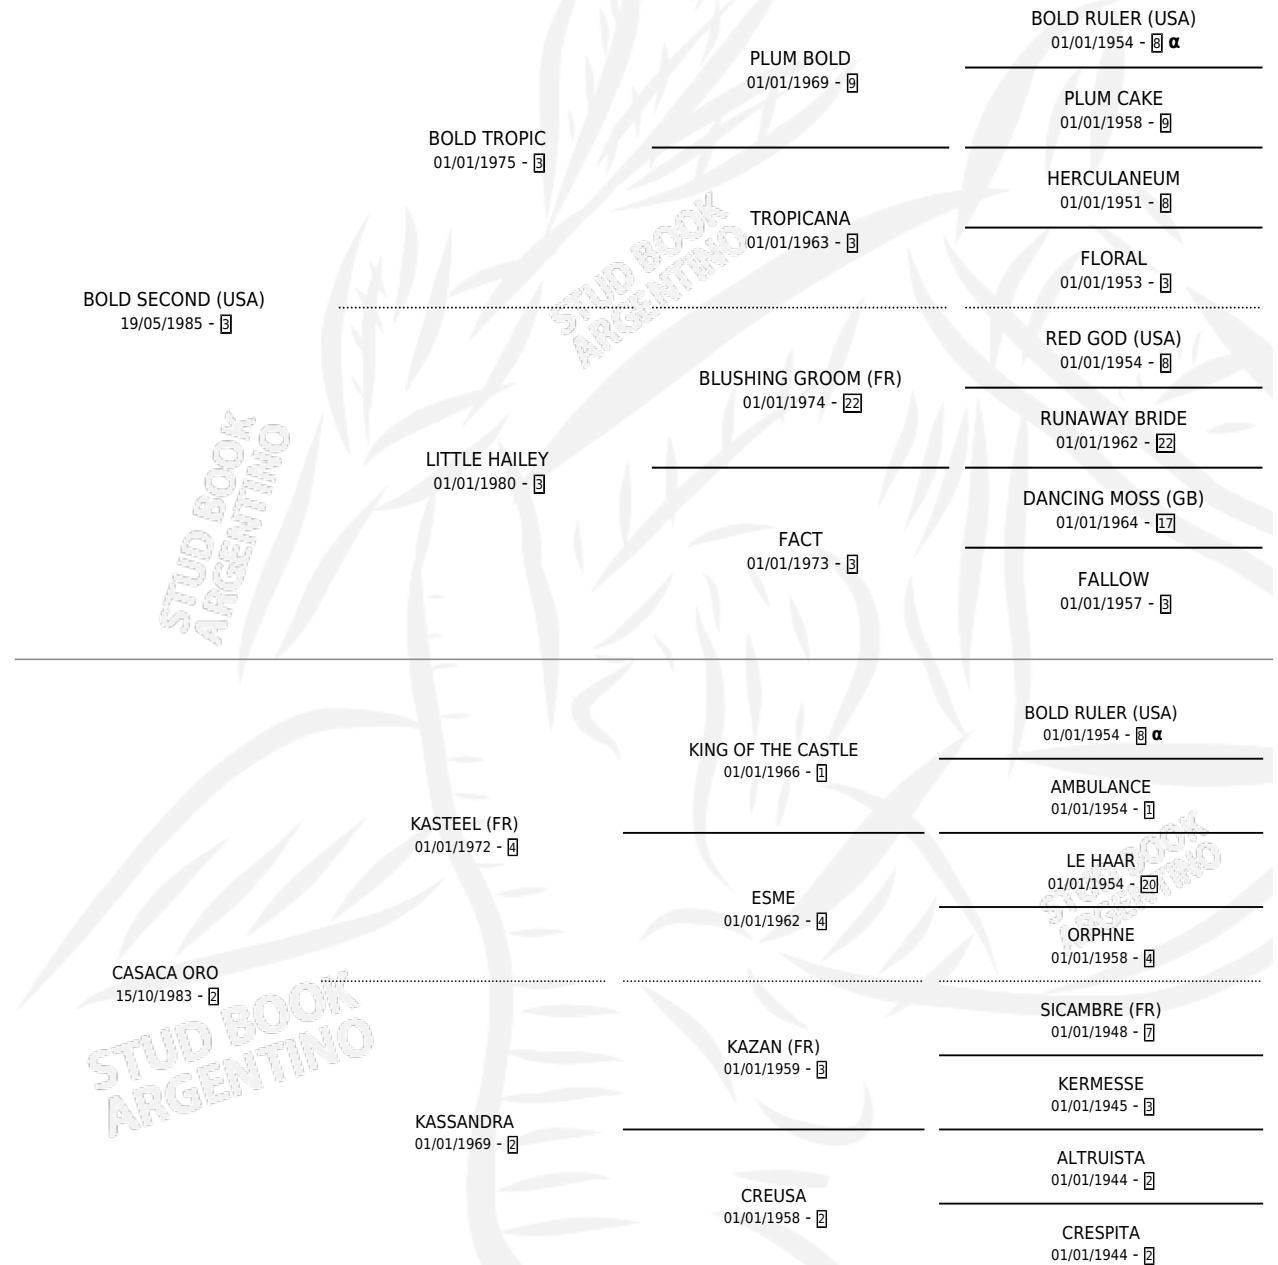 BOLD SECOND (USA)
19/05/1985 - 3
BOLD TROPIC
01/01/1975 - 3
LITTLE HAILEY
01/01/1980 - 3
PLUM BOLD
01/01/1969 - 9
TROPICANA
01/01/1963 - 3
BLUSHING GROOM (FR)
01/01/1974 - 22
FACT
01/01/1973 - 3
BOLD RULER (USA)
01/01/1954 - 8 α
PLUM CAKE
01/01/1958 - 9
HERCULANEUM
01/01/1951 - 8
FLORAL
01/01/1953 - 3
RED GOD (USA)
01/01/1954 - 8
RUNAWAY BRIDE
01/01/1962 - 22
DANCING MOSS (GB)
01/01/1964 - 17
FALLOW
01/01/1957 - 3
STUD BOOK
ARGENTINO
STUD BOOK
ARGENTINO
CASACA ORO
15/10/1983 - 2
KASTEEL (FR)
01/01/1972 - 4
KASSANDRA
01/01/1969 - 2
KING OF THE CASTLE
01/01/1966 - 1
ESME
01/01/1962 - 4
KAZAN (FR)
01/01/1959 - 3
CREUSA
01/01/1958 - 2
BOLD RULER (USA)
01/01/1954 - 8 α
AMBULANCE
01/01/1954 - 1
LE HAAR
01/01/1954 - 20
ORPHNE
01/01/1958 - 4
SICAMBRE (FR)
01/01/1948 - 7
KERMESSE
01/01/1945 - 3
ALTRUISTA
01/01/1944 - 2
CRESPITA
01/01/1944 - 2
STUD BOOK
ARGENTINO
STUD BOOK
ARGENTINO